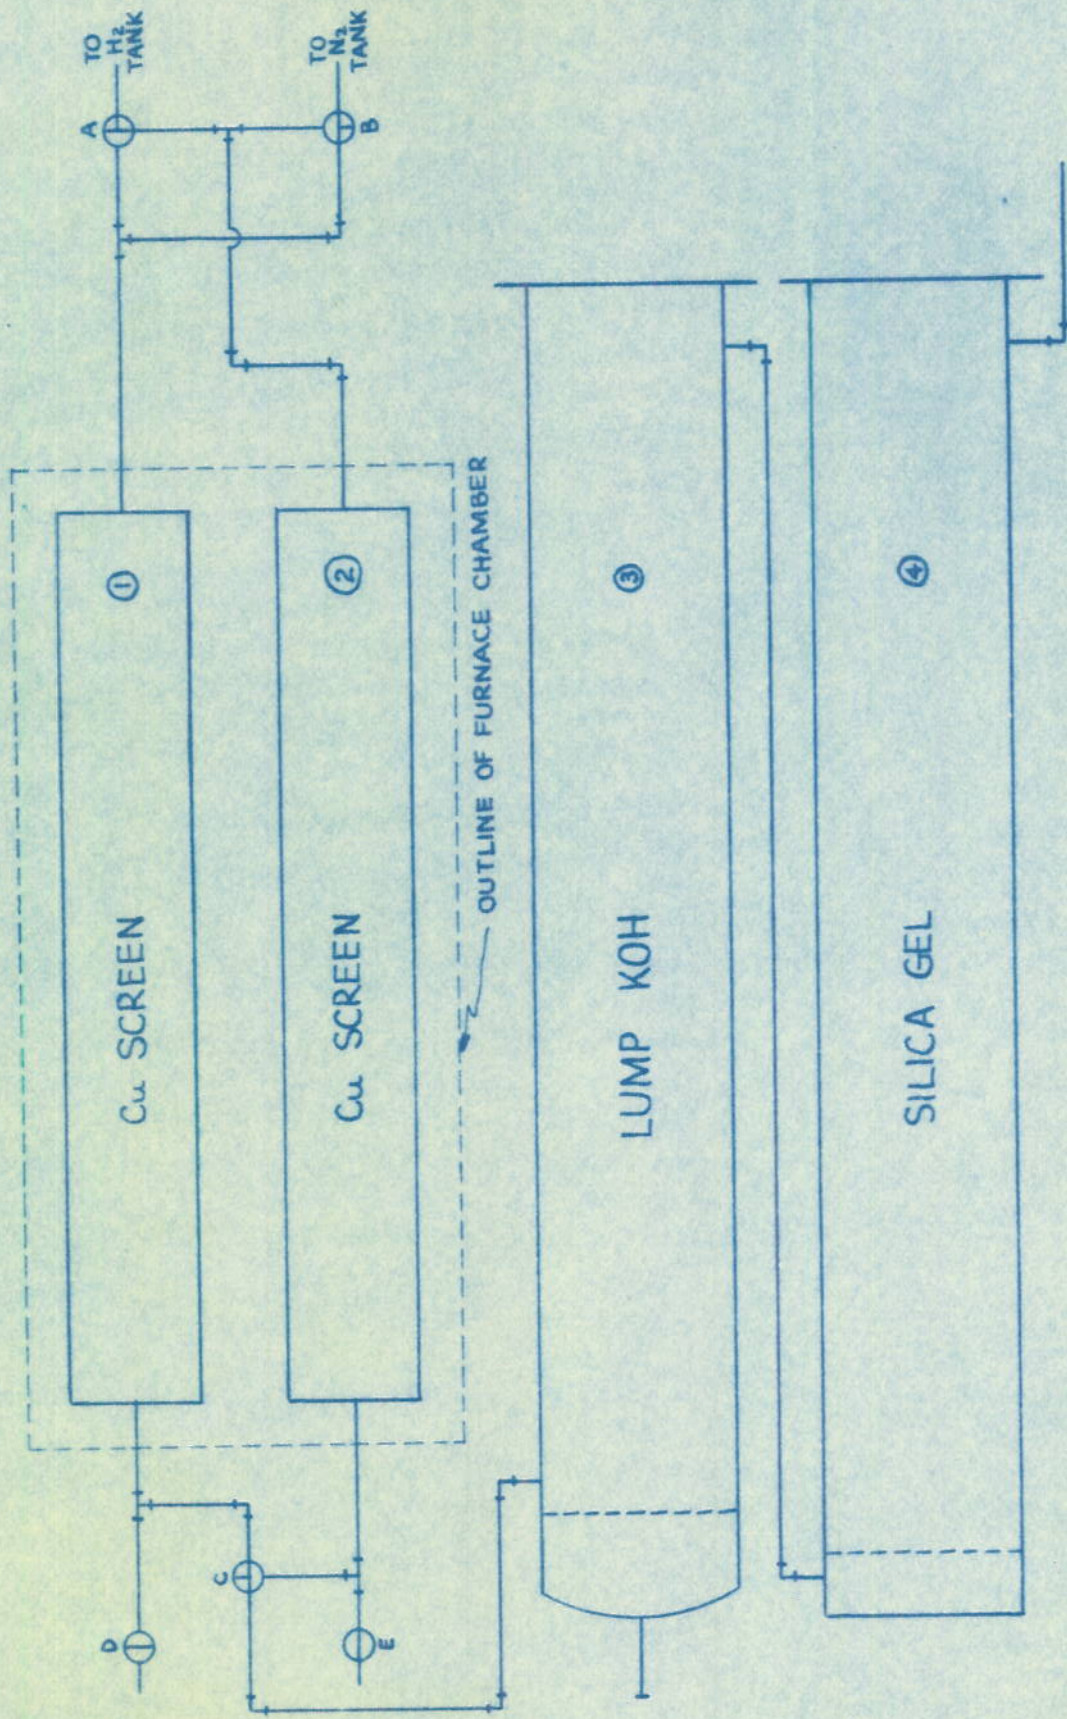 TO
H2
TANK
A
TO
N2
TANK
B
①
Cu SCREEN
②
Cu SCREEN
OUTLINE OF FURNACE CHAMBER
D
C
E
③
LUMP KOH
④
SILICA GEL